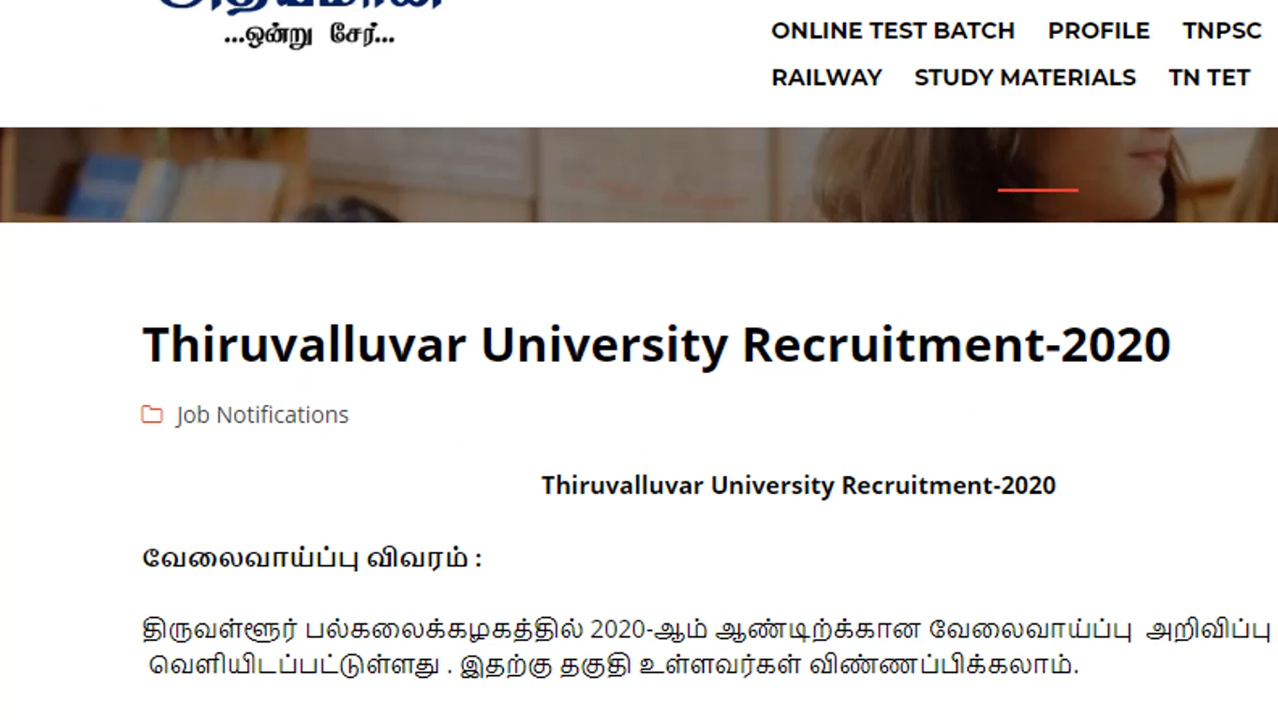 ...ஒன்று சேர்...
ONLINE TEST BATCH PROFILE TNPSC
RAILWAY STUDY MATERIALS TN TET
Thiruvalluvar University Recruitment-2020
Job Notifications
Thiruvalluvar University Recruitment-2020
வேலைவாய்ப்பு விவரம் :
திருவள்ளூர் பல்கலைக்கழகத்தில் 2020-ஆம் ஆண்டிற்க்கான வேலைவாய்ப்பு அறிவிப்பு
வெளியிடப்பட்டுள்ளது . இதற்கு தகுதி உள்ளவர்கள் விண்ணப்பிக்கலாம்.